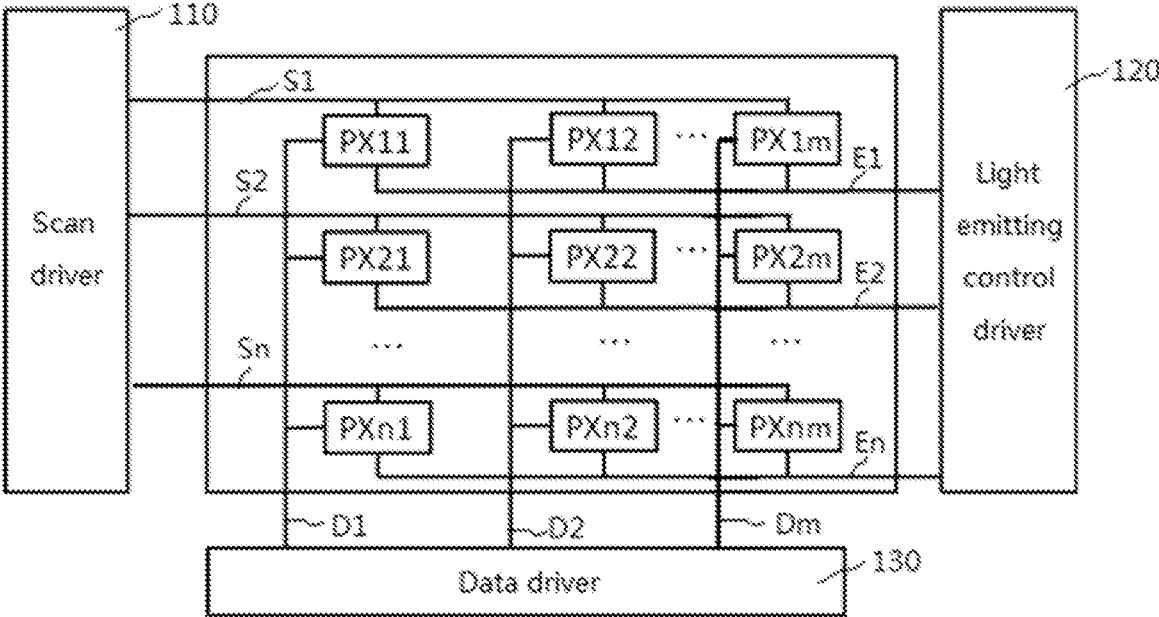 110
120
S1
PX11
PX12
...
PX1m
E1
S2
Scan
driver
Light
emitting
control
driver
PX21
PX22
...
PX2m
E2
...
...
...
Sn
PXn1
PXn2
...
PXnm
En
D1
D2
Dm
Data driver
130